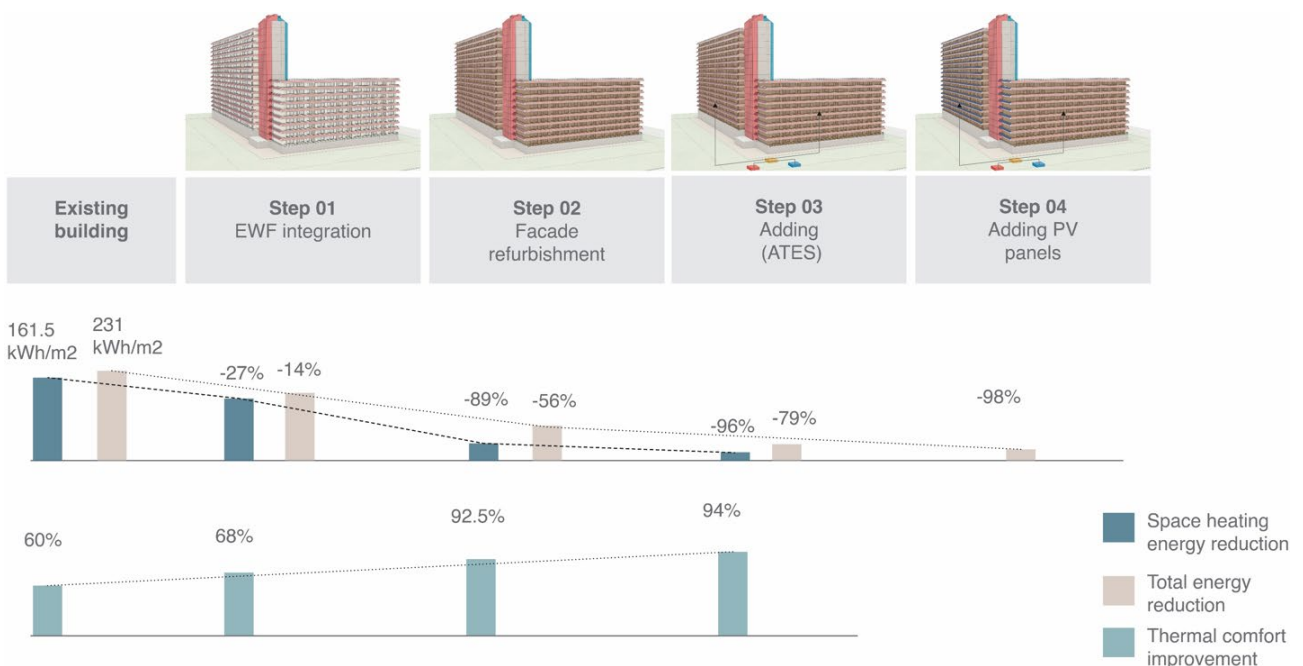 Existing
building
Step 01
EWF integration
Step 02
Facade
refurbishment
Step 03
Adding
(ATES)
Step 04
Adding PV
panels
161.5
kWh/m2
231
kWh/m2
-27%
-14%
-89%
-56%
-96%
-79%
-98%
60%
68%
92.5%
94%
Space heating
energy reduction
Total energy
reduction
Thermal comfort
improvement